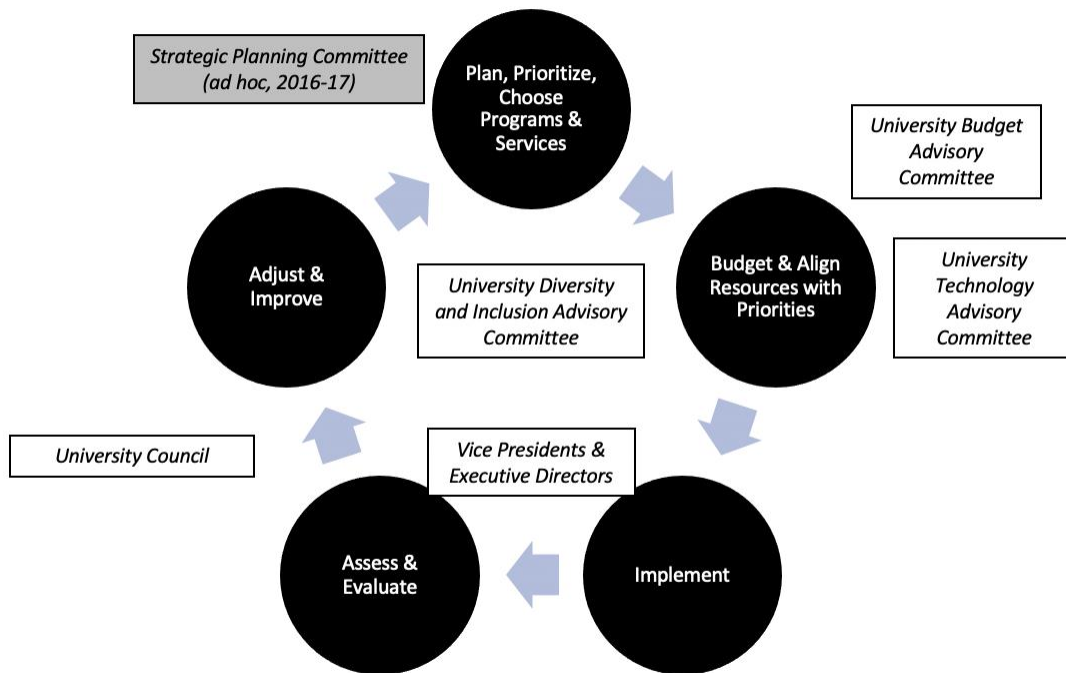 Strategic Planning Committee
(ad hoc, 2016-17)
Plan, Prioritize,
Choose
Programs &
Services
University Budget
Advisory
Committee
Adjust &
Improve
University Diversity
and Inclusion Advisory
Committee
Budget & Align
Resources with
Priorities
University
Technology
Advisory
Committee
University Council
Vice Presidents &
Executive Directors
Assess &
Evaluate
Implement